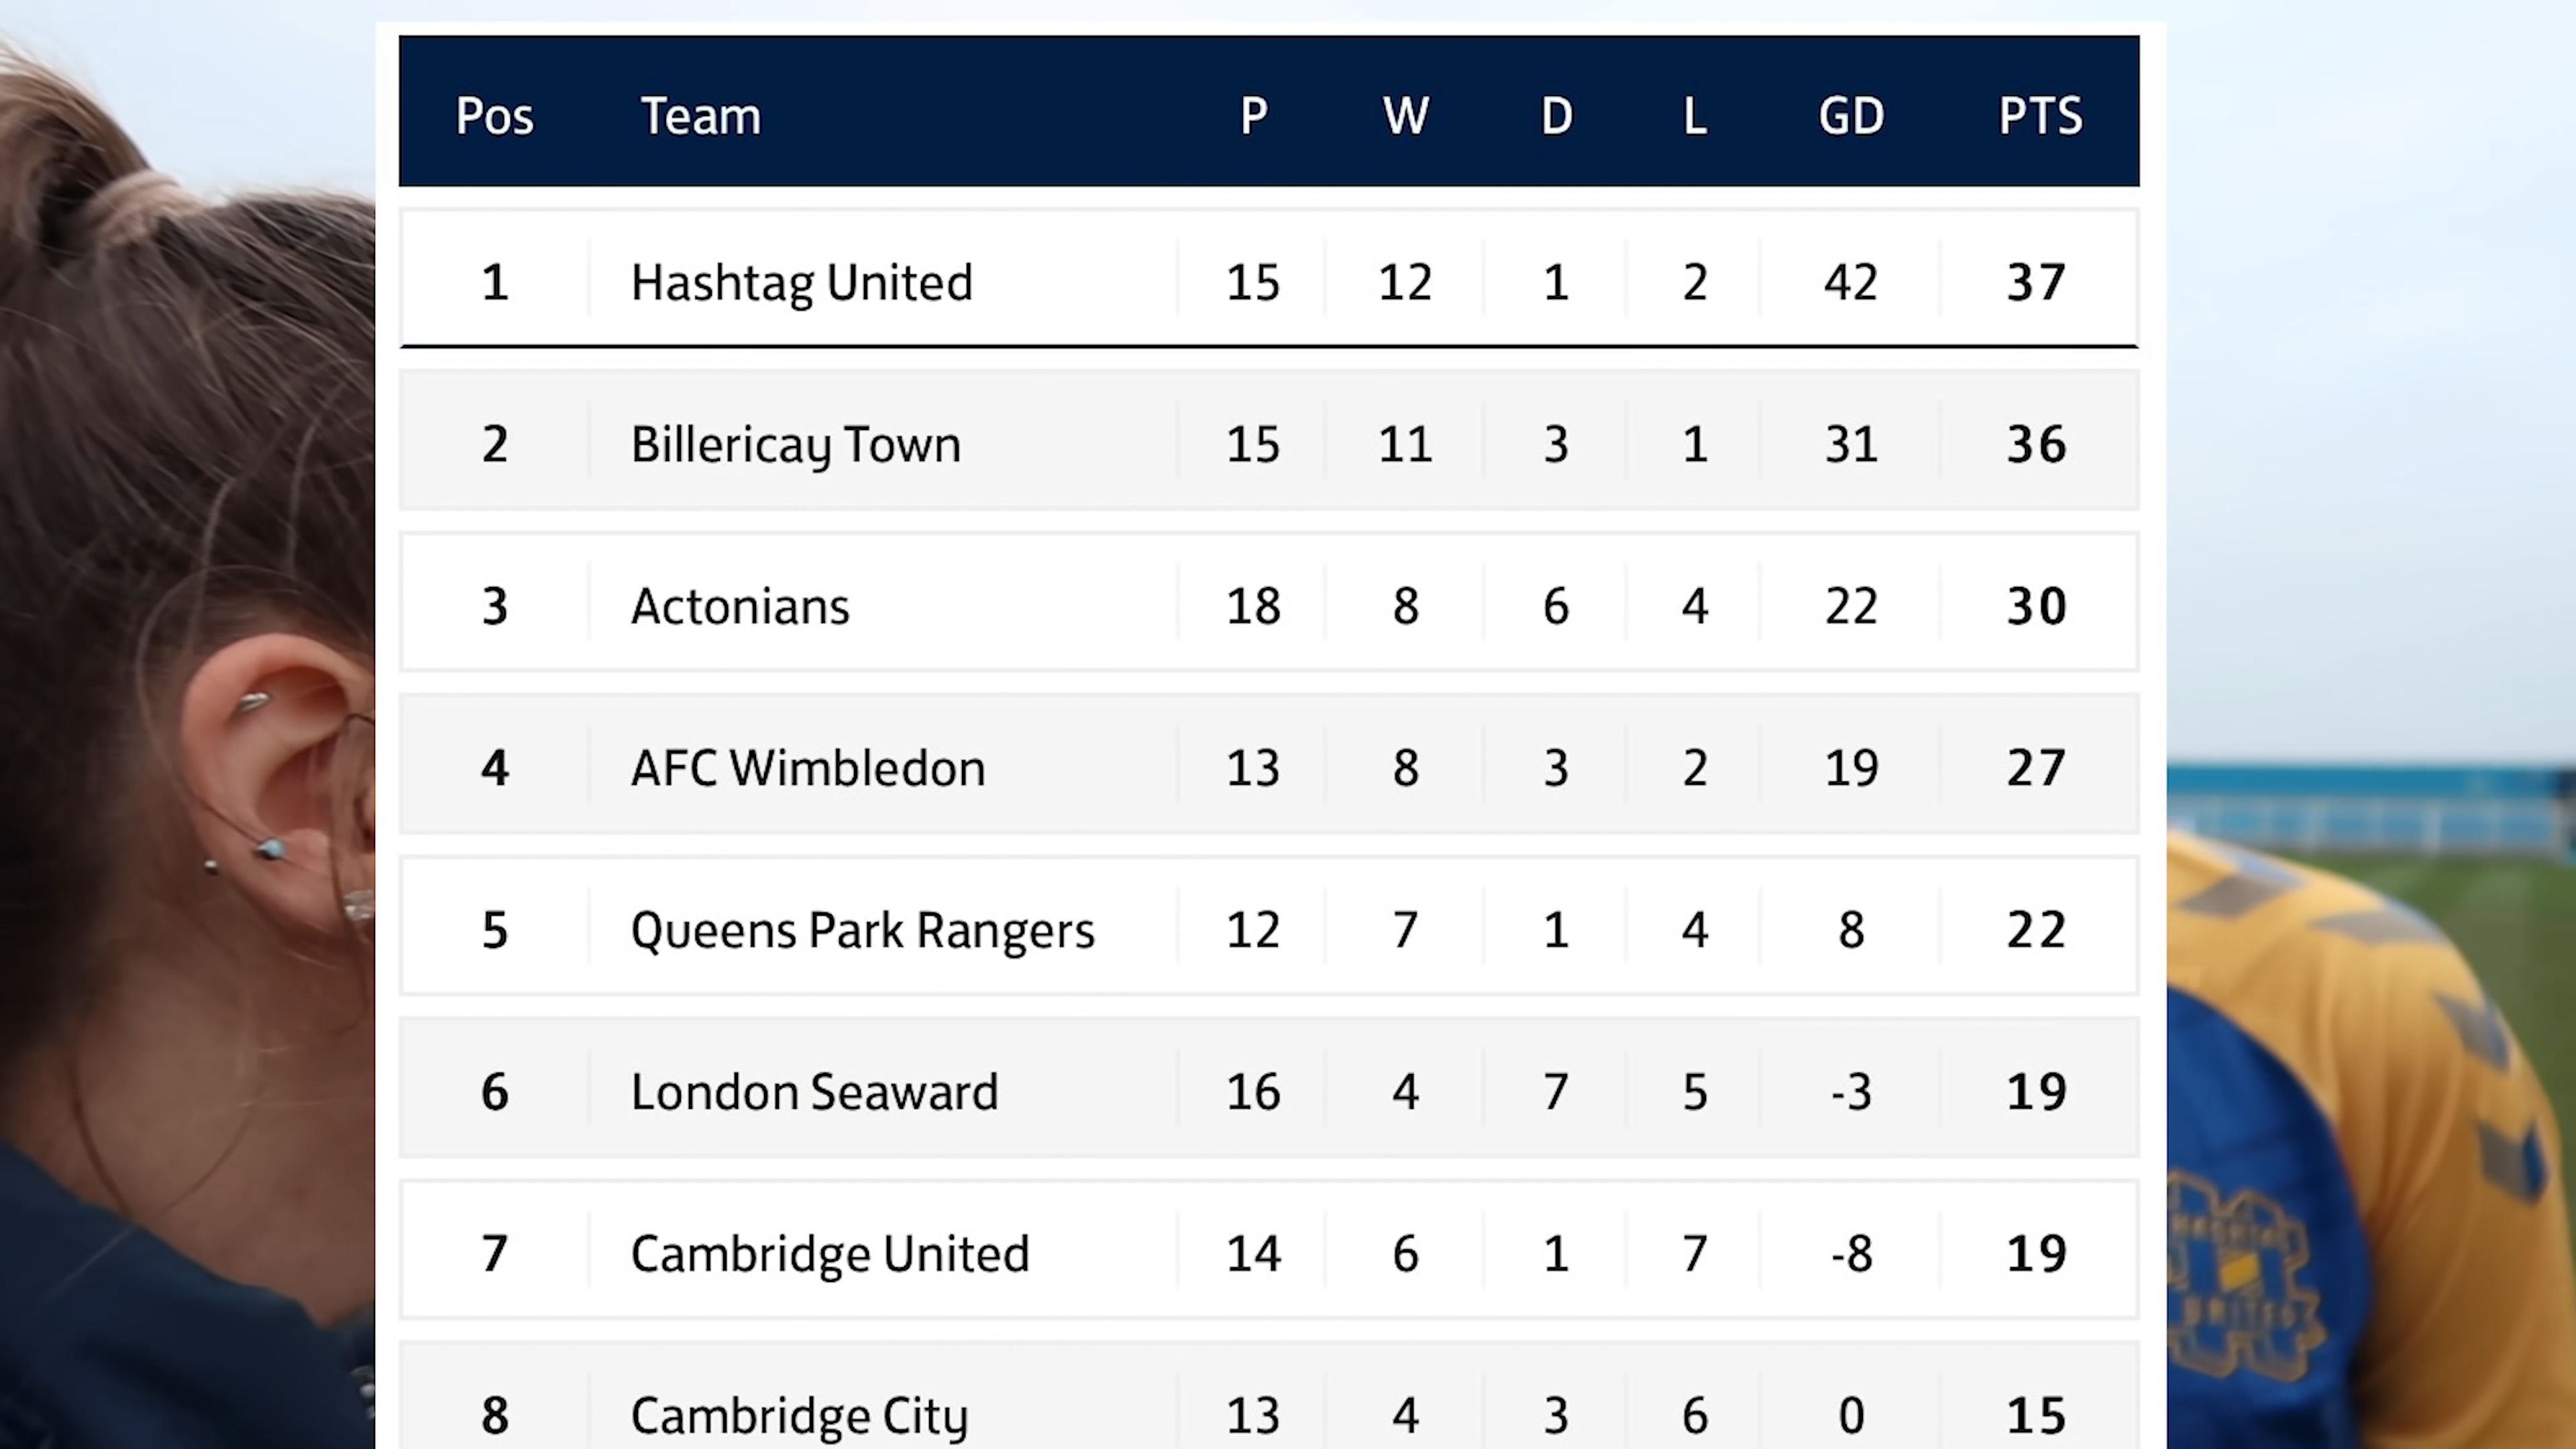 Pos Team P W D L GD PTS
1 Hashtag United 15 12 1 2 42 37
2 Billericay Town 15 11 3 1 31 36
3 Actonians 18 8 6 4 22 30
4 AFC Wimbledon 13 8 3 2 19 27
5 Queens Park Rangers 12 7 1 4 8 22
6 London Seaward 16 4 7 5 -3 19
7 Cambridge United 14 6 1 7 -8 19
8 Cambridge City 13 4 3 6 0 15
UNITED